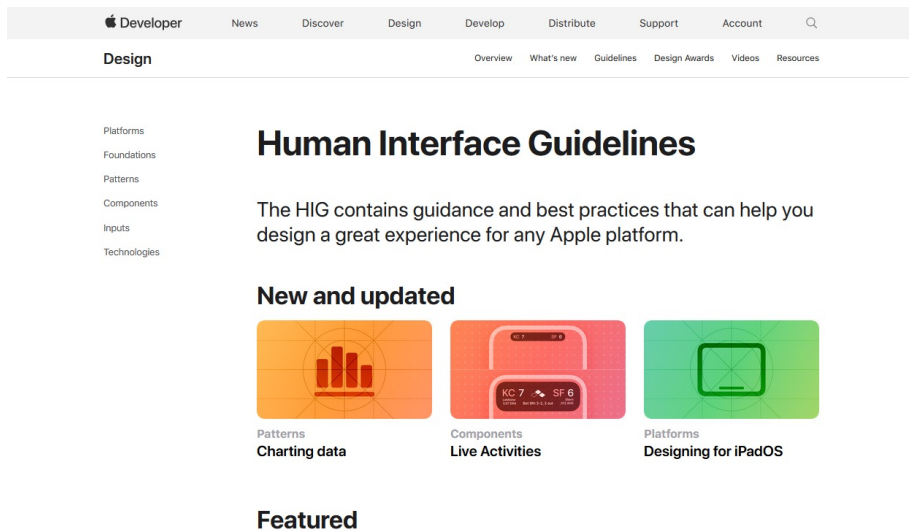 Developer
News
Discover
Design
Develop
Distribute
Support
Account
Design
Overview
What's new
Guidelines
Design Awards
Videos
Resources
Platforms
Foundations
Patterns
Components
Inputs
Technologies
Human Interface Guidelines
The HIG contains guidance and best practices that can help you
design a great experience for any Apple platform.
New and updated
KC 7
SF 6
KC 7
SF 6
Patterns
Charting data
Components
Live Activities
Platforms
Designing for iPadOS
Featured